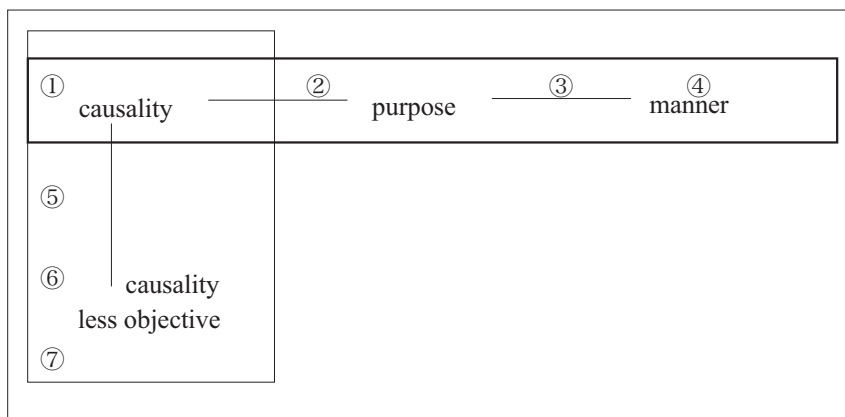 ① ② ③ ④
causality purpose manner
⑤
⑥ causality
less objective
⑦